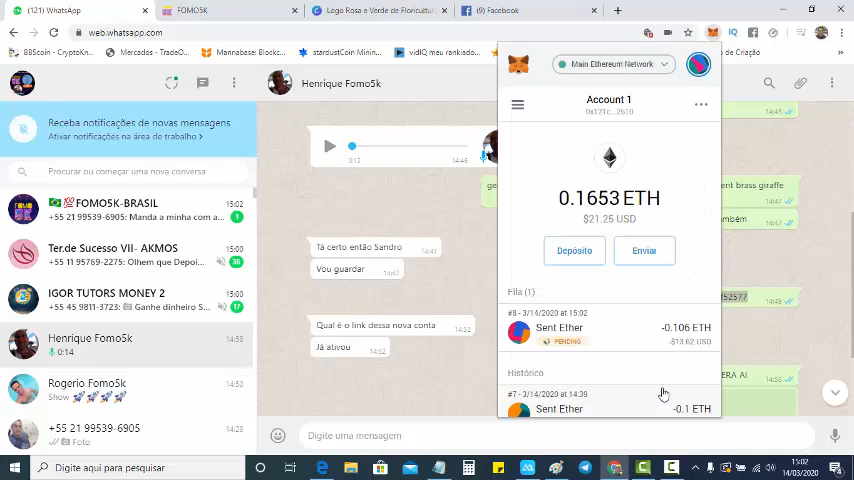 (121) WhatsApp
FOMO5K
Logo Rosa e Verde de Floricultur
(9) Facebook
web.whatsapp.com
BBScoin - CryptoKn...
Mercados - TradeO...
Mannabase: Blockc...
stardustCoin Minin...
vidIQ meu-rankiado...
de Criação
Main Ethereum Network
Henrique Fomo5k
Account 1
0x121c...2610
Receba notificações de novas mensagens
Ativar notificações na área de trabalho >
Procurar ou começar uma nova conversa
FOMO5K-BRASIL
15:02
+55 21 99539-6905: Manda a minha com a...
1
Ter.de Sucesso VII- AKMOS
15:00
+55 11 95769-2275: Olhem que Depoi...
36
IGOR TUTORS MONEY 2
15:00
+55 45 9811-3723: Ganhe dinheiro S...
17
Henrique Fomo5k
14:50
0:14
Rogerio Fomo5k
14:50
Show
+55 21 99539-6905
14:28
Foto
0:12
14:46
ge
Tá certo então Sandro
14:47
Vou guardar
14:47
Qual é o link dessa nova conta
14:52
Já ativou
14:52
14:43
ent brass giraffe
14:47
ambém
14:47
52577
14:49
ERA AI
14:56
0.1653 ETH
$21.25 USD
Depósito
Enviar
Fila (1)
#8 - 3/14/2020 at 15:02
Sent Ether
-0.106 ETH
PENDING
-$13.62 USD
Histórico
#7 - 3/14/2020 at 14:39
Sent Ether
-0.1 ETH
Dite uma mensagem
Digite aqui para pesquisar
15:02
14/03/2020
4